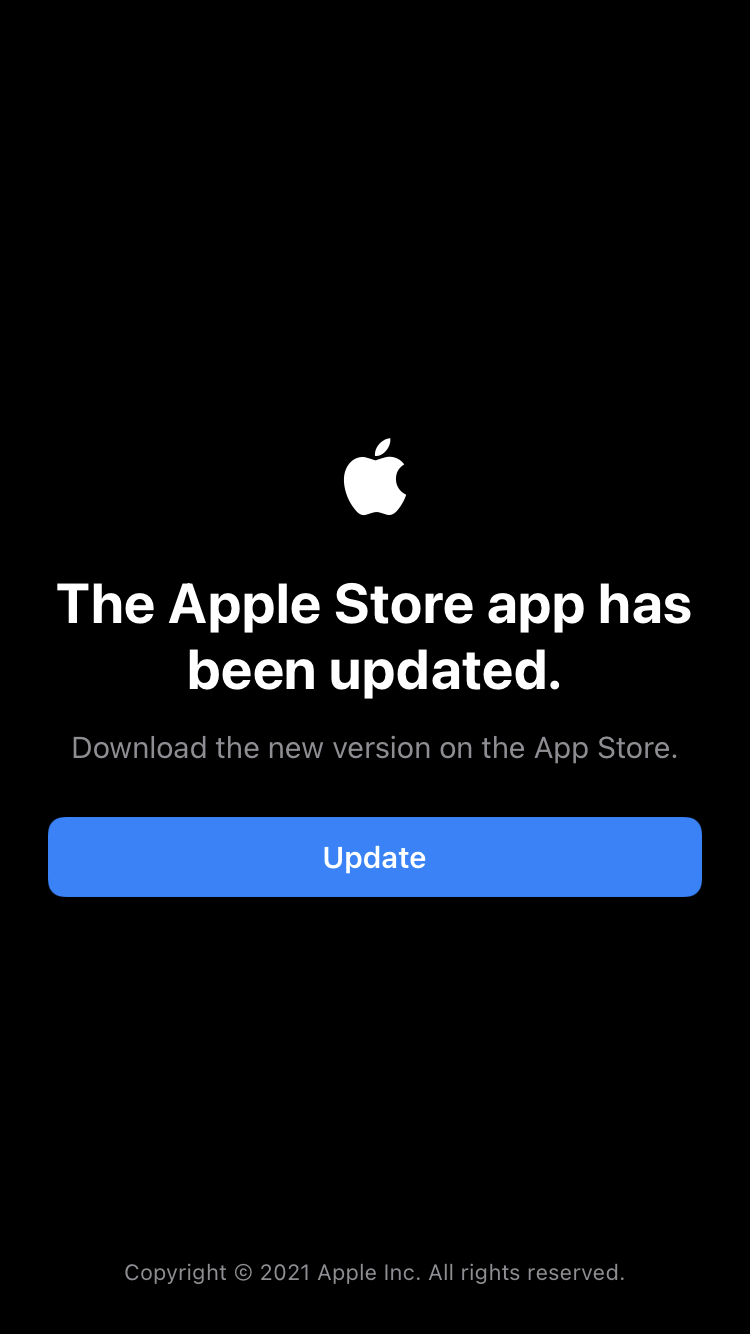 The Apple Store app has
been updated.
Download the new version on the App Store.
Update
Copyright © 2021 Apple Inc. All rights reserved.